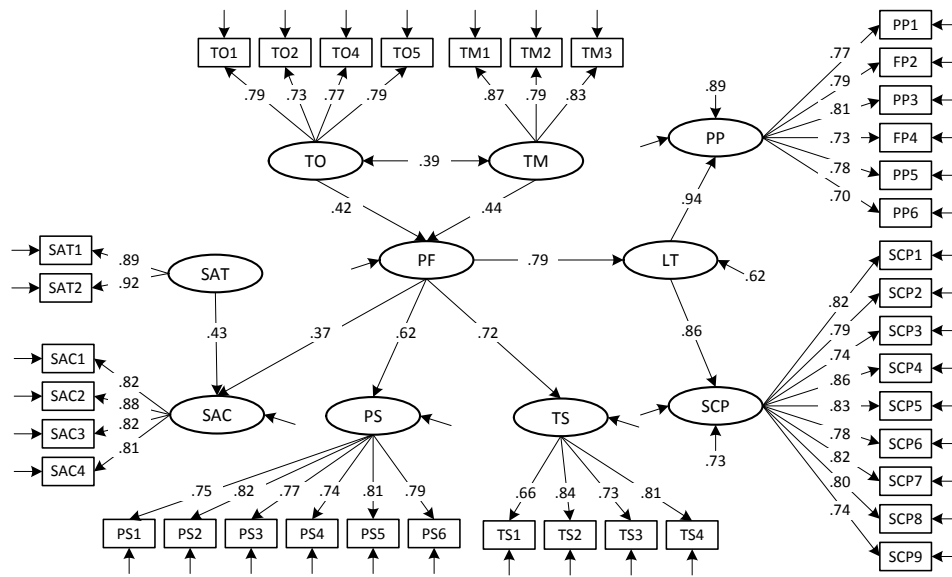 TO1 TO2 TO4 TO5 TM1 TM2 TM3
.79 .73 .77 .79 .87 .79 .83
TO .39 TM
.42 .44
PP1
FP2
PP3
FP4
PP5
PP6
.77
.79
.81
.73
.78
.70
.89
PP
.94
SAT1
SAT2
.89
.92
SAT
PF .79 LT
.62
.43 .37 .62 .72 .86
SAC1
SAC2
SAC3
SAC4
.82
.88
.82
.81
SAC PS TS SCP
.73
SCP1
SCP2
SCP3
SCP4
SCP5
SCP6
SCP7
SCP8
SCP9
.82
.79
.74
.86
.83
.78
.82
.80
.74
.75 .82 .77 .74 .81 .79
PS1 PS2 PS3 PS4 PS5 PS6
.66 .84 .73 .81
TS1 TS2 TS3 TS4